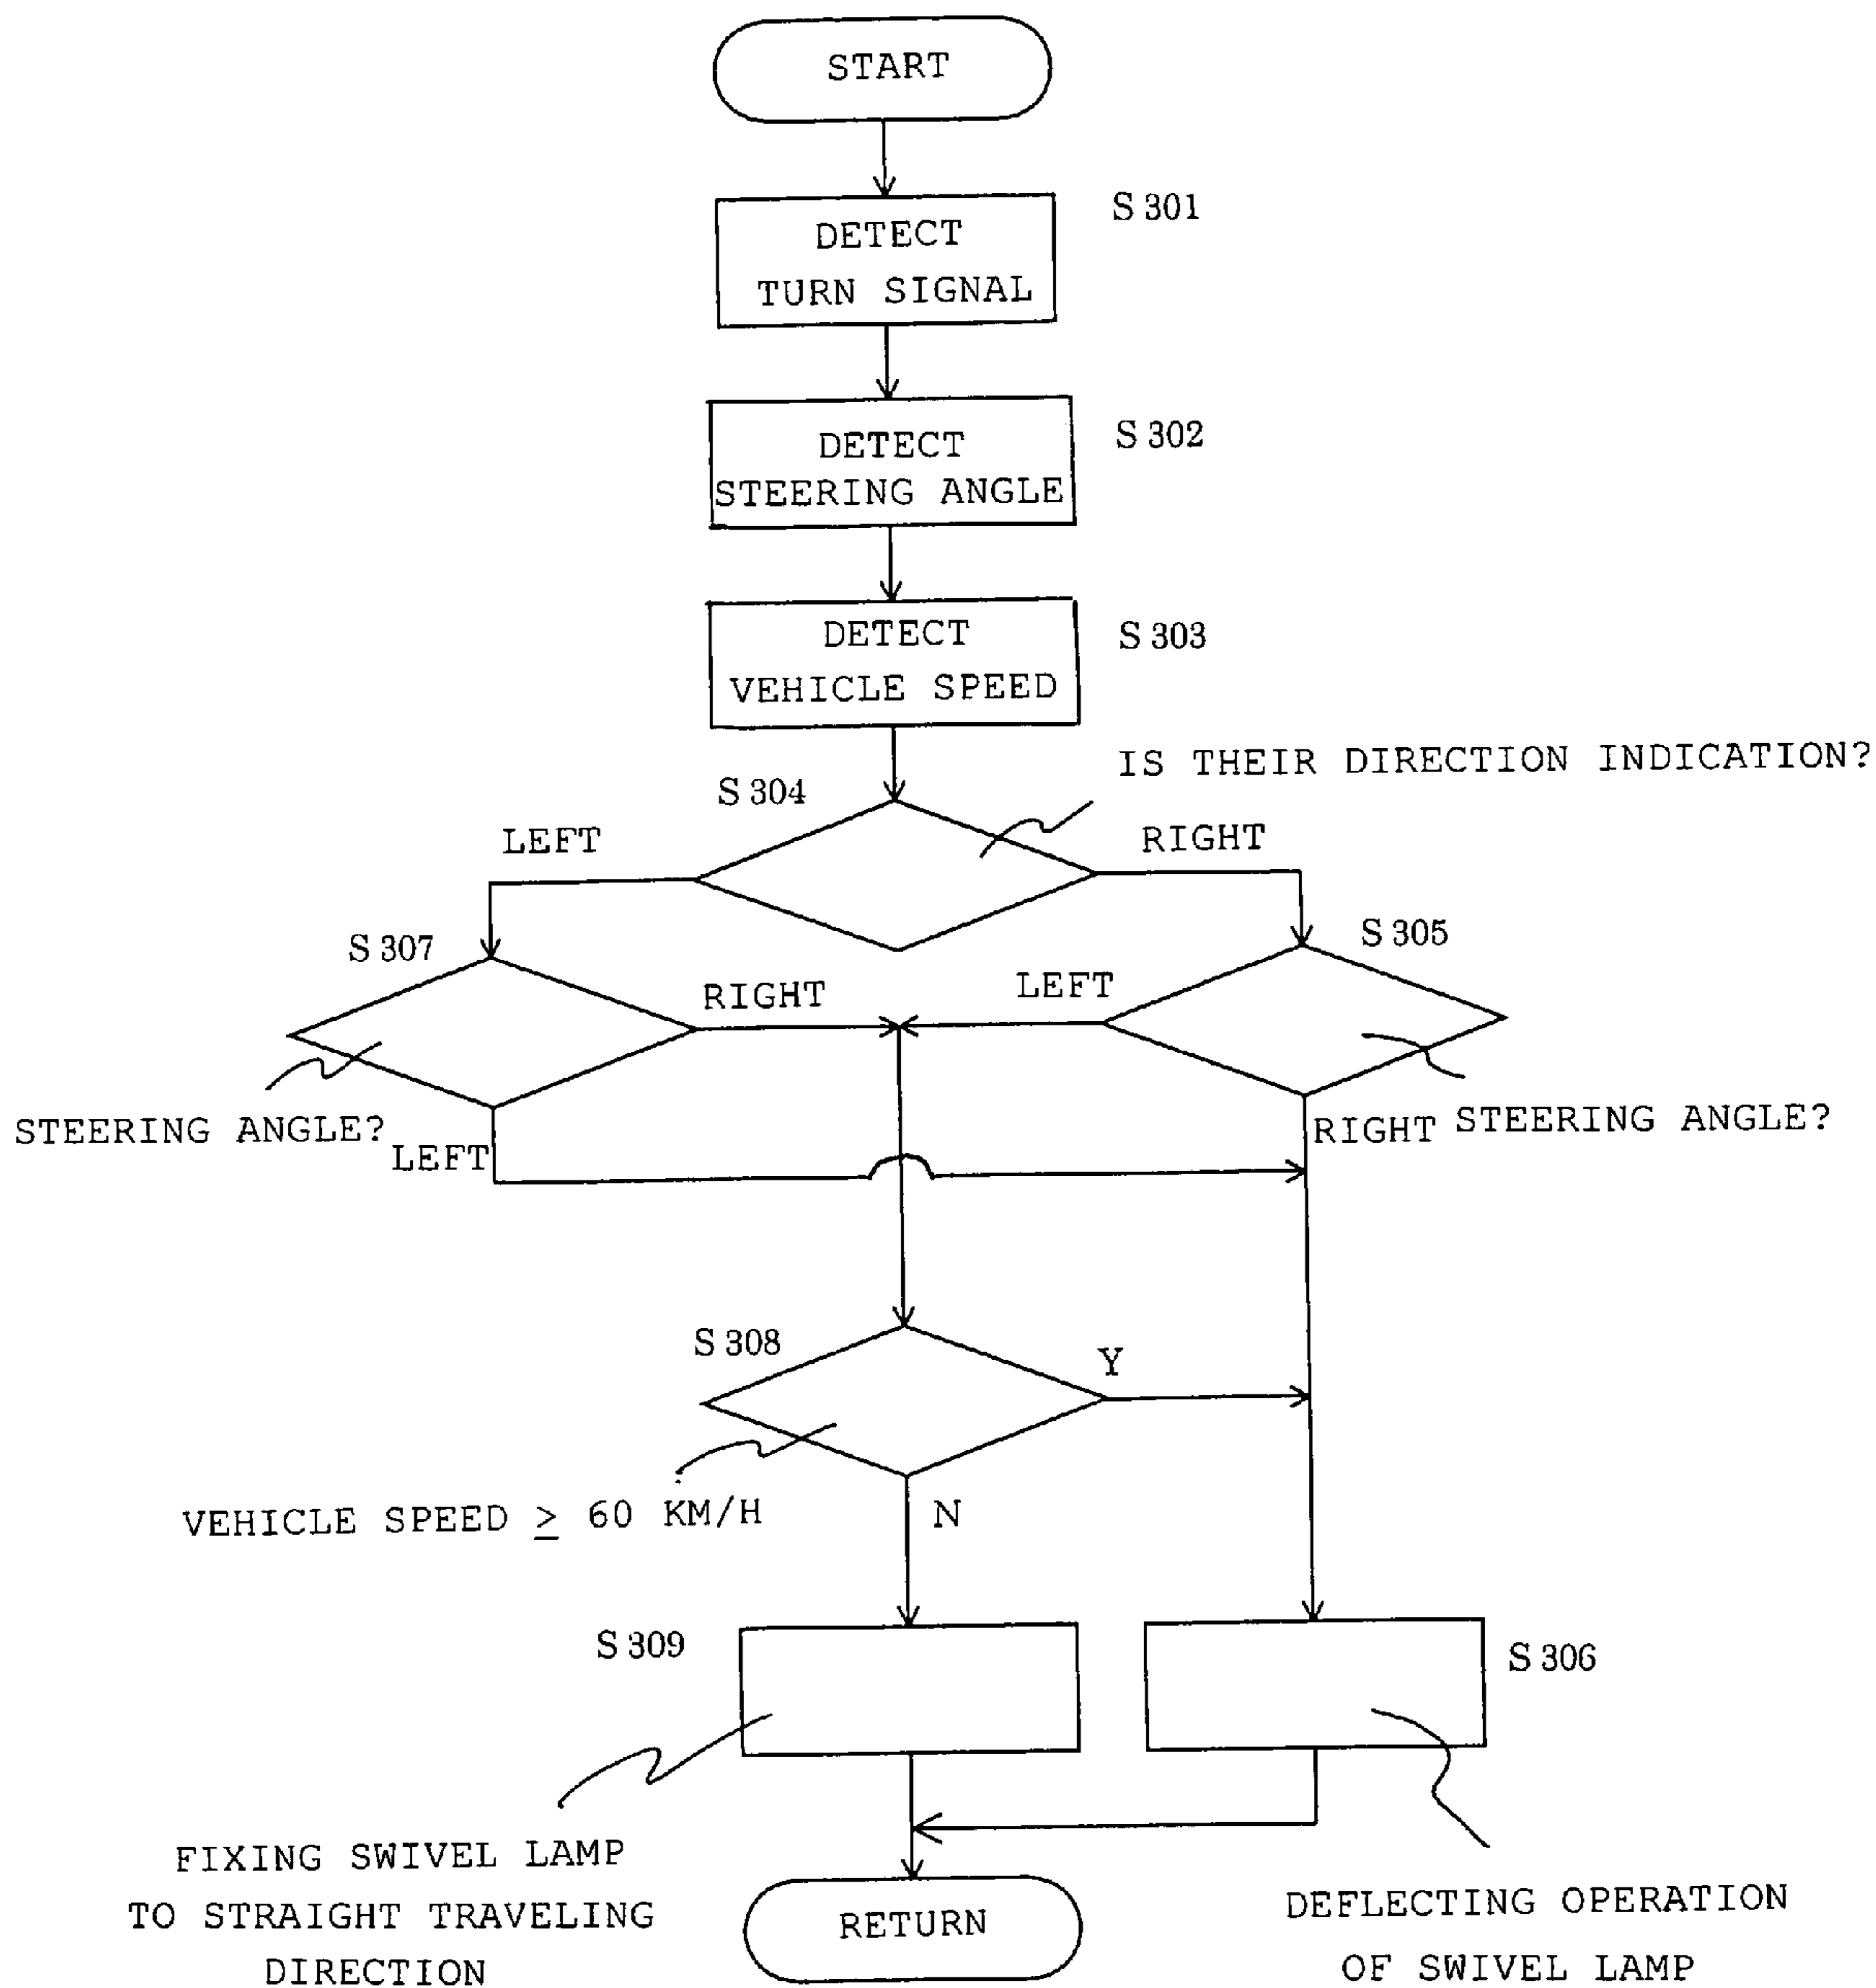 START
S 301
DETECT
TURN SIGNAL
S 302
DETECT
STEERING ANGLE
S 303
DETECT
VEHICLE SPEED
IS THEIR DIRECTION INDICATION?
S 304
LEFT
RIGHT
S 307
S 305
RIGHT
LEFT
STEERING ANGLE?
LEFT
RIGHT
STEERING ANGLE?
S 308
Y
VEHICLE SPEED ≥ 60 KM/H
N
S 309
S 306
FIXING SWIVEL LAMP
TO STRAIGHT TRAVELING
DIRECTION
RETURN
DEFLECTING OPERATION
OF SWIVEL LAMP